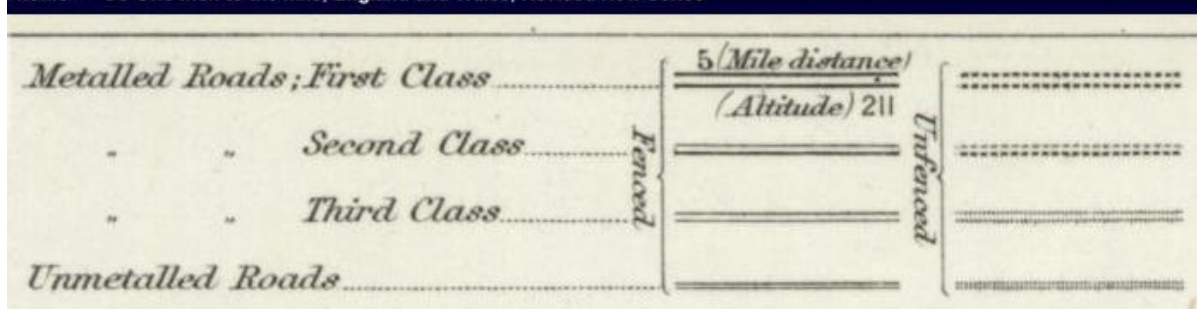 Metalled Roads; First Class
5 (Mile distance)
(Altitude) 211
" " Second Class
" " Third Class
Unmetalled Roads
Fenced
Unfenced